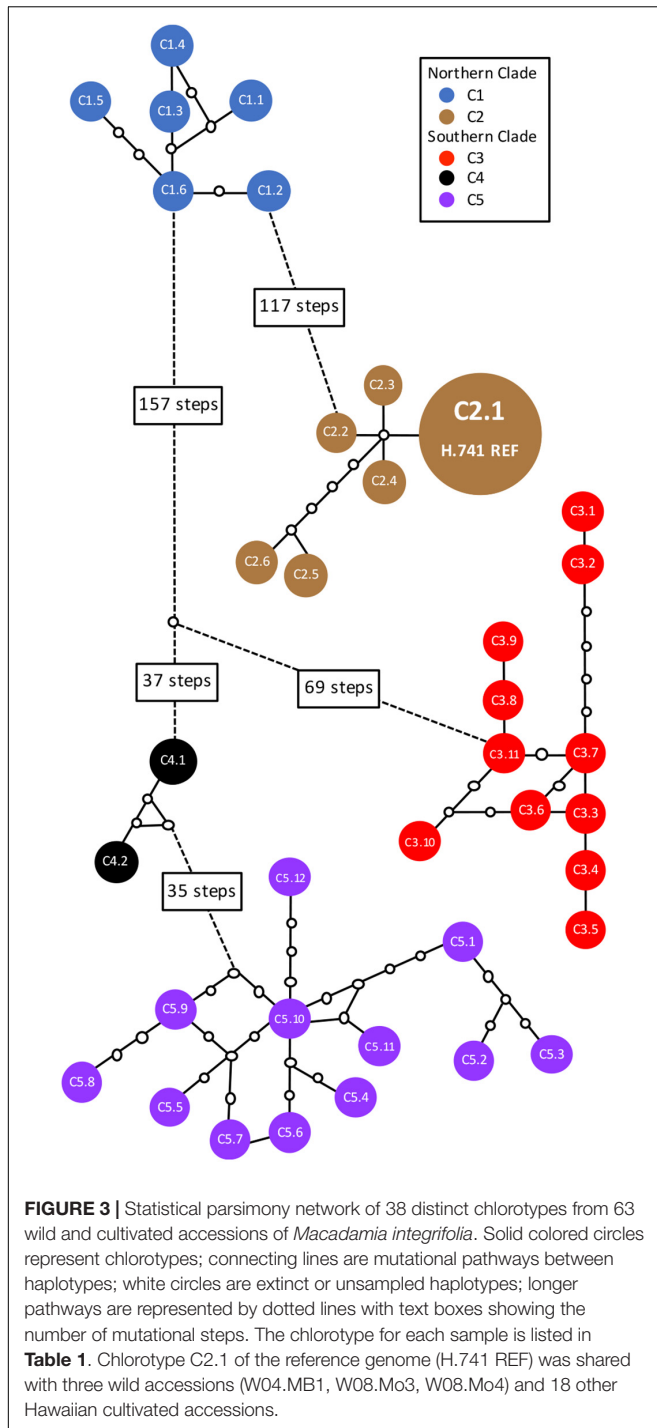 C1.4
C1.5
C1.3
C1.1
C1.6
C1.2
Northern Clade
C1
C2
Southern Clade
C3
C4
C5
117 steps
157 steps
C2.3
C2.1
H.741 REF
C2.2
C2.4
C2.6
C2.5
C3.1
C3.2
C3.9
C3.8
37 steps
69 steps
C3.11
C3.7
C4.1
C3.6
C3.3
C3.10
C4.2
C3.4
C3.5
35 steps
C5.12
C5.1
C5.9
C5.10
C5.11
C5.2
C5.3
C5.8
C5.5
C5.4
C5.7
C5.6
FIGURE 3 | Statistical parsimony network of 38 distinct chlorotypes from 63
wild and cultivated accessions of Macadamia integrifolia. Solid colored circles
represent chlorotypes; connecting lines are mutational pathways between
haplotypes; white circles are extinct or unsampled haplotypes; longer
pathways are represented by dotted lines with text boxes showing the
number of mutational steps. The chlorotype for each sample is listed in
Table 1. Chlorotype C2.1 of the reference genome (H.741 REF) was shared
with three wild accessions (W04.MB1, W08.Mo3, W08.Mo4) and 18 other
Hawaiian cultivated accessions.